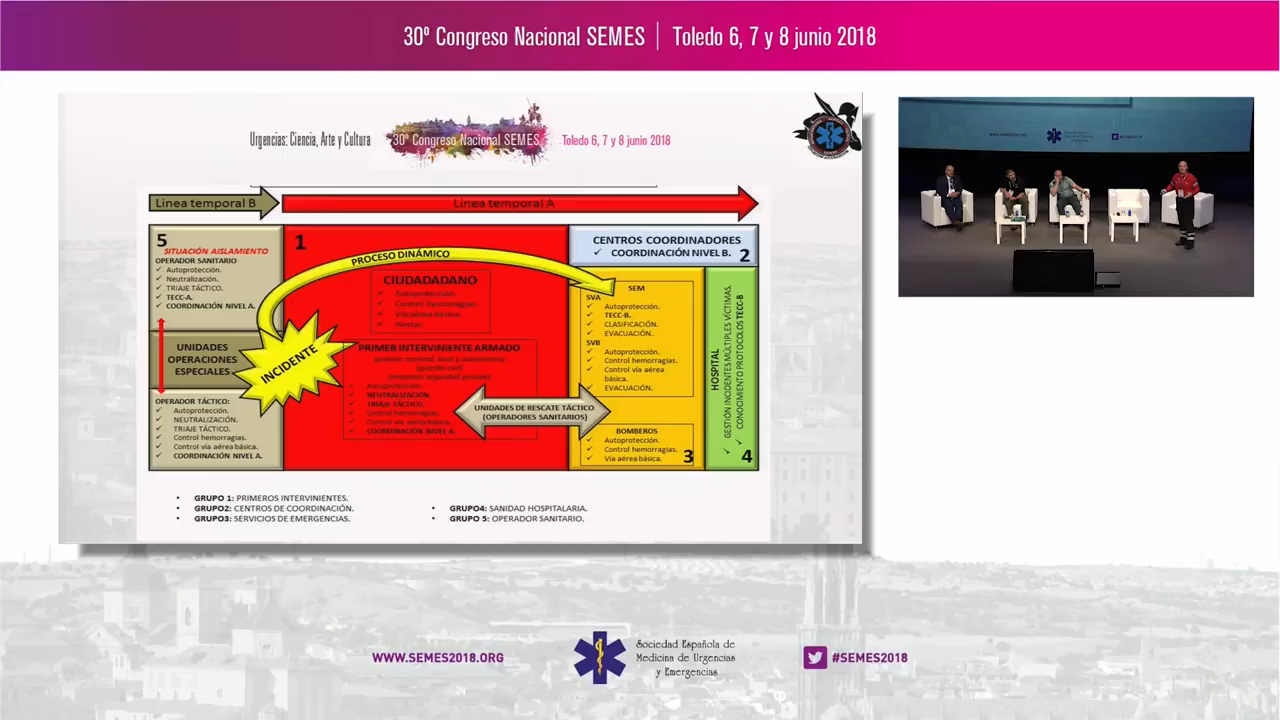 30º Congreso Nacional SEMES | Toledo 6, 7 y 8 junio 2018
Urgencias: Ciencia, Arte y Cultura
30º Congreso Nacional SEMES
Toledo 6, 7 y 8 junio 2018
Línea temporal B
Línea temporal A
5
SITUACIÓN AISLAMIENTO
OPERADOR SANITARIO:
✓ Autoprotección.
✓ Neutralización.
✓ TRIAJE TÁCTICO.
✓ TECC-A.
✓ COORDINACIÓN NIVEL A.
UNIDADES
OPERACIONES
ESPECIALES
OPERADOR TÁCTICO:
✓ Autoprotección.
✓ NEUTRALIZACIÓN.
✓ TRIAJE TÁCTICO.
✓ Control hemorragias.
✓ Control vía aérea básica.
✓ COORDINACIÓN NIVEL A.
INCIDENTE
1
PROCESO DINÁMICO
CIUDADADANO
✓ Autoprotección.
✓ Control hemorragias.
✓ Vía aérea básica.
✓ Alertas.
PRIMER INTERVINIENTE ARMADO
✓ Autoprotección.
✓ NEUTRALIZACIÓN.
✓ TRIAJE TÁCTICO.
✓ Control hemorragias.
✓ Control vía aérea básica.
✓ COORDINACIÓN NIVEL A.
UNIDADES DE RESCATE TÁCTICO
(OPERADORES SANITARIOS)
CENTROS COORDINADORES
✓ COORDINACIÓN NIVEL B.
2
SEM
SVA
✓ Autoprotección.
✓ TECC-B.
✓ CLASIFICACIÓN.
✓ EVACUACIÓN.
SVB
✓ Autoprotección.
✓ Control hemorragias.
✓ Control vía aérea
básica.
✓ EVACUACIÓN.
BOMBEROS
✓ Autoprotección.
✓ Control hemorragias.
✓ Vía aérea básica.
3
HOSPITAL
✓ GESTIÓN INCIDENTES MÚLTIPLES VÍCTIMAS.
✓ CONOCIMIENTO PROTOCOLOS TECC-B
4
• GRUPO 1: PRIMEROS INTERVINIENTES.
• GRUPO2: CENTROS DE COORDINACIÓN.
• GRUPO3: SERVICIOS DE EMERGENCIAS.
• GRUPO4: SANIDAD HOSPITALARIA.
• GRUPO 5: OPERADOR SANITARIO.
WWW.SEMES2018.ORG
Sociedad Española de
Medicina de Urgencias
y Emergencias
#SEMES2018